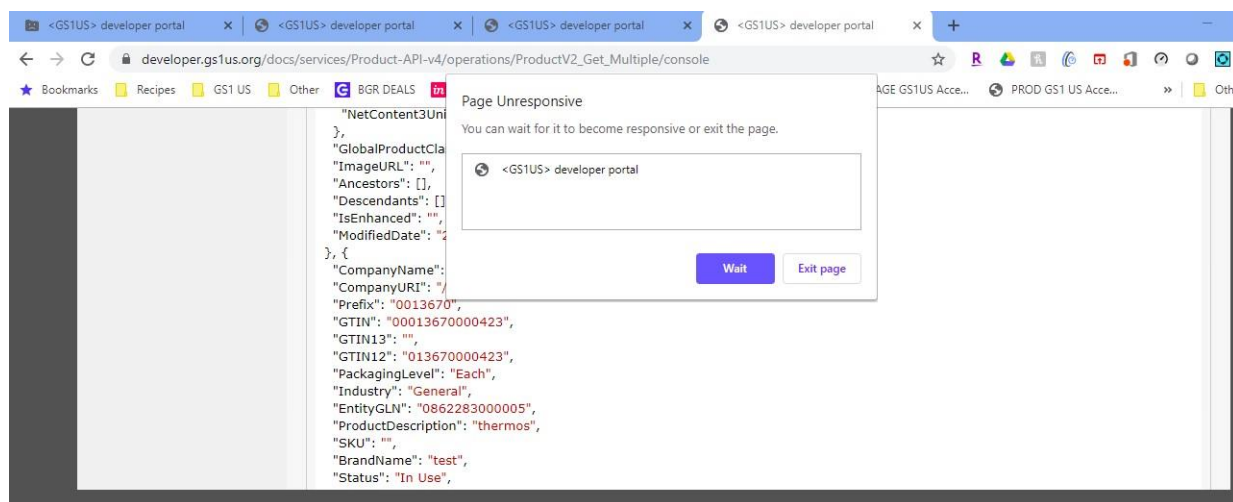 <GS1US> developer portal
<GS1US> developer portal
<GS1US> developer portal
<GS1US> developer portal
developer.gs1us.org/docs/services/Product-API-v4/operations/ProductV2_Get_Multiple/console
Bookmarks Recipes GS1 US Other BGR DEALS in AGE GS1US Acce... PROD GS1 US Acce... » Oth
Page Unresponsive
You can wait for it to become responsive or exit the page.
<GS1US> developer portal
Wait Exit page
"NetContent3Uni
},
"GlobalProductCla
"ImageURL": "",
"Ancestors": [],
"Descendants": []
"IsEnhanced": "",
"ModifiedDate": "2
}, {
"CompanyName":
"CompanyURI": "/
"Prefix": "0013670",
"GTIN": "00013670000423",
"GTIN13": "",
"GTIN12": "013670000423",
"PackagingLevel": "Each",
"Industry": "General",
"EntityGLN": "0862283000005",
"ProductDescription": "thermos",
"SKU": "",
"BrandName": "test",
"Status": "In Use",